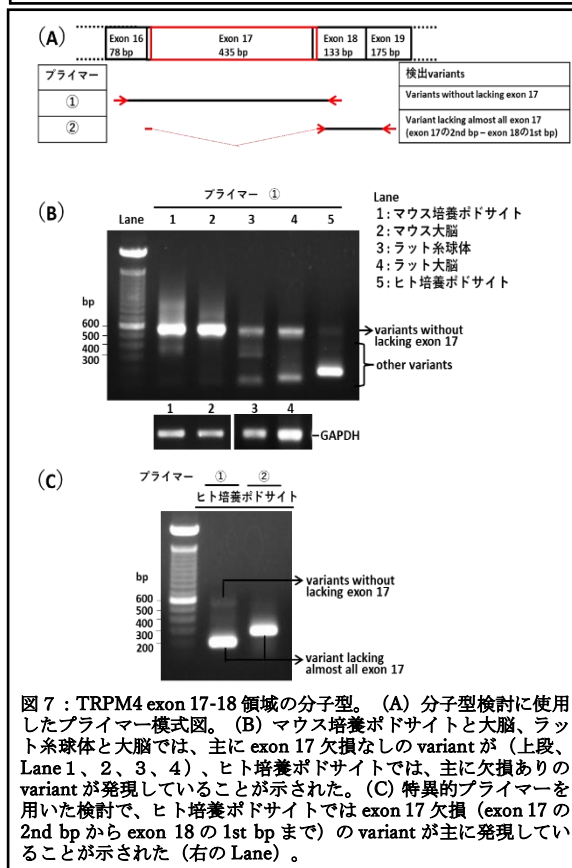 (A)
Exon 16 Exon 17 Exon 18 Exon 19
78 bp 435 bp 133 bp 175 bp
プライマー 検出variants
① Variants without lacking exon 17
② Variant lacking almost all exon 17
(exon 17の2nd bp – exon 18の1st bp)
プライマー ①
(B)
Lane 1 2 3 4 5
Lane
1：マウス培養ポドサイト
2：マウス大脳
3：ラット糸球体
4：ラット大脳
5：ヒト培養ポドサイト
bp
600
500
400
300
variants without
lacking exon 17
other variants
1 2 3 4
GAPDH
(C)
プライマー ① ②
ヒト培養ポドサイト
bp
600
500
400
300
200
variants without
lacking exon 17
variant lacking
almost all exon 17
図 7：TRPM4 exon 17-18 領域の分子型。（A）分子型検討に使用
したプライマー模式図。（B）マウス培養ポドサイトと大脳、ラッ
ト糸球体と大脳では、主に exon 17 欠損なしの variant が（上段、
Lane 1、2、3、4）、ヒト培養ポドサイトでは、主に欠損ありの
variant が発現していることが示された。（C）特異的プライマーを
用いた検討で、ヒト培養ポドサイトでは exon 17 欠損（exon 17 の
2nd bp から exon 18 の 1st bp まで）の variant が主に発現してい
ることが示された（右の Lane）。